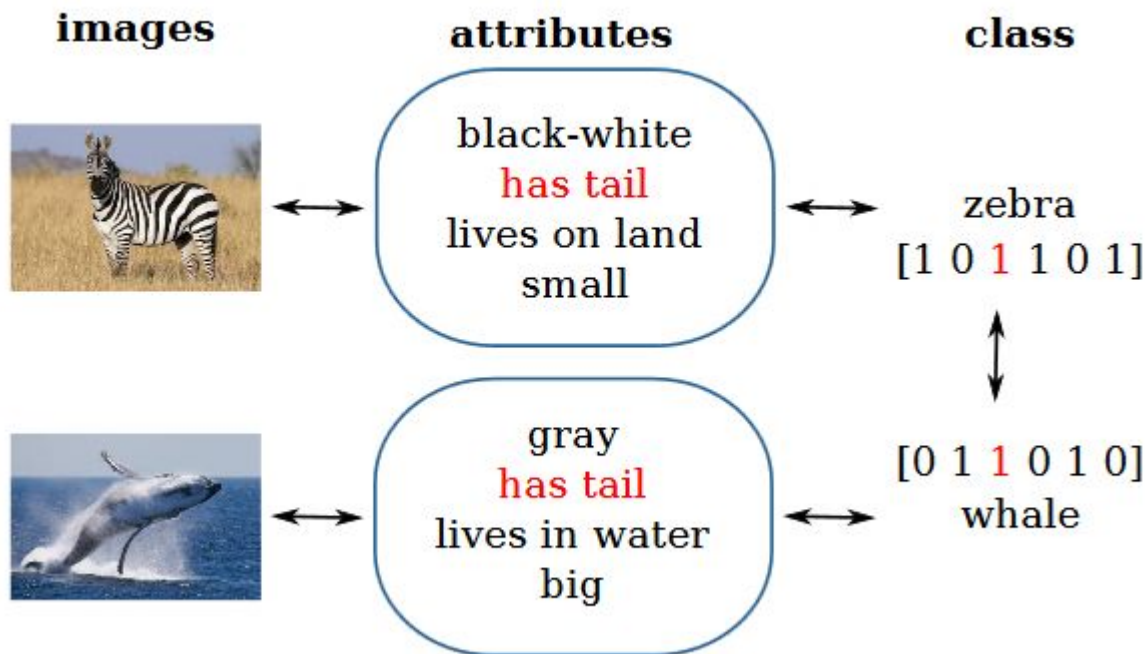 images
attributes
class
black-white
has tail
lives on land
small
zebra
[1 0 1 1 0 1]
gray
has tail
lives in water
big
[0 1 1 0 1 0]
whale